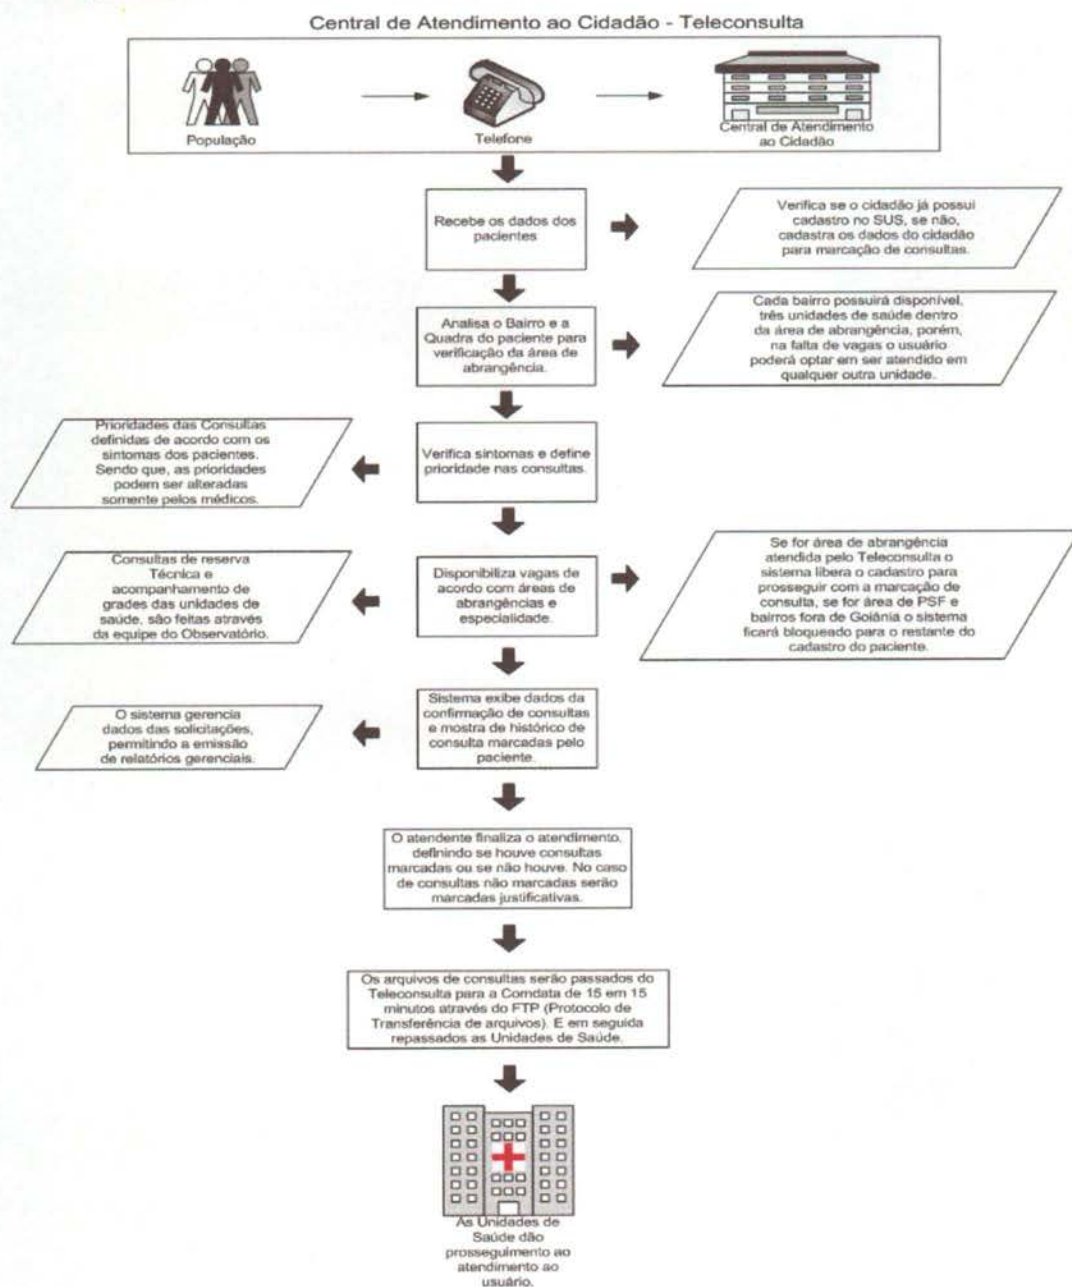 Central de Atendimento ao Cidadão - Teleconsulta
População
Telefone
Central de Atendimento
ao Cidadão
Recebe os dados dos
pacientes
Verifica se o cidadão já possui
cadastro no SUS, se não,
cadastra os dados do cidadão
para marcação de consultas.
Analisa o Bairro e a
Quadra do paciente para
verificação da área de
abrangência.
Cada bairro possuirá disponível,
três unidades de saúde dentro
da área de abrangência, porém,
na falta de vagas o usuário
poderá optar em ser atendido em
qualquer outra unidade.
Prioridades das Consultas
definidas de acordo com os
sintomas dos pacientes.
Sendo que, as prioridades
podem ser alteradas
somente pelos médicos.
Verifica sintomas e define
prioridade nas consultas.
Consultas de reserva
Técnica e
acompanhamento de
grades das unidades de
saúde, são feitas através
da equipe do Observatório.
Disponibiliza vagas de
acordo com áreas de
abrangências e
especialidade.
Se for área de abrangência
atendida pelo Teleconsulta o
sistema libera o cadastro para
prosseguir com a marcação de
consulta, se for área de PSF e
bairros fora de Goiânia o sistema
ficará bloqueado para o restante do
cadastro do paciente.
O sistema gerencia
dados das solicitações,
permitindo a emissão
de relatórios gerenciais.
Sistema exibe dados da
confirmação de consultas
e mostra de histórico de
consulta marcadas pelo
paciente.
O atendente finaliza o atendimento,
definindo se houve consultas
marcadas ou se não houve. No caso
de consultas não marcadas serão
marcadas justificativas.
Os arquivos de consultas serão passados do
Teleconsulta para a Comdata de 15 em 15
minutos através do FTP (Protocolo de
Transferência de arquivos). E em seguida
repassados as Unidades de Saúde.
As Unidades de
Saúde dão
prosseguimento ao
atendimento ao
usuário.